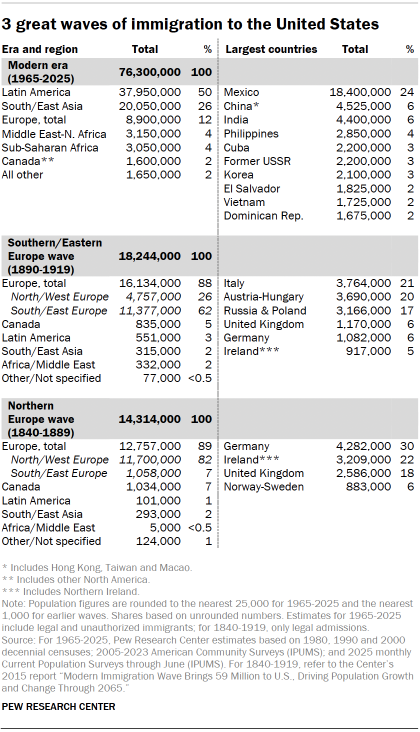 3 great waves of immigration to the United States
Era and region Total % Largest countries Total %
Modern era
(1965-2025) 76,300,000 100
Latin America 37,950,000 50 Mexico 18,400,000 24
South/East Asia 20,050,000 26 China* 4,525,000 6
Europe, total 8,900,000 12 India 4,400,000 6
Middle East-N. Africa 3,150,000 4 Philippines 2,850,000 4
Sub-Saharan Africa 3,050,000 4 Cuba 2,200,000 3
Canada** 1,600,000 2 Former USSR 2,200,000 3
All other 1,650,000 2 Korea 2,100,000 3
El Salvador 1,825,000 2
Vietnam 1,725,000 2
Dominican Rep. 1,675,000 2
Southern/Eastern
Europe wave
(1890-1919) 18,244,000 100
Europe, total 16,134,000 88 Italy 3,764,000 21
North/West Europe 4,757,000 26 Austria-Hungary 3,690,000 20
South/East Europe 11,377,000 62 Russia & Poland 3,166,000 17
Canada 835,000 5 United Kingdom 1,170,000 6
Latin America 551,000 3 Germany 1,082,000 6
South/East Asia 315,000 2 Ireland*** 917,000 5
Africa/Middle East 332,000 2
Other/Not specified 77,000 <0.5
Northern
Europe wave
(1840-1889) 14,314,000 100
Europe, total 12,757,000 89 Germany 4,282,000 30
North/West Europe 11,700,000 82 Ireland*** 3,209,000 22
South/East Europe 1,058,000 7 United Kingdom 2,586,000 18
Canada 1,034,000 7 Norway-Sweden 883,000 6
Latin America 101,000 1
South/East Asia 293,000 2
Africa/Middle East 5,000 <0.5
Other/Not specified 124,000 1
* Includes Hong Kong, Taiwan and Macao.
** Includes other North America.
*** Includes Northern Ireland.
Note: Population figures are rounded to the nearest 25,000 for 1965-2025 and the nearest
1,000 for earlier waves. Shares based on unrounded numbers. Estimates for 1965-2025
include legal and unauthorized immigrants; for 1840-1919, only legal admissions.
Source: For 1965-2025, Pew Research Center estimates based on 1980, 1990 and 2000
decennial censuses; 2005-2023 American Community Surveys (IPUMS); and 2025 monthly
Current Population Surveys through June (IPUMS). For 1840-1919, refer to the Center's
2015 report "Modern Immigration Wave Brings 59 Million to U.S., Driving Population Growth
and Change Through 2065."
PEW RESEARCH CENTER